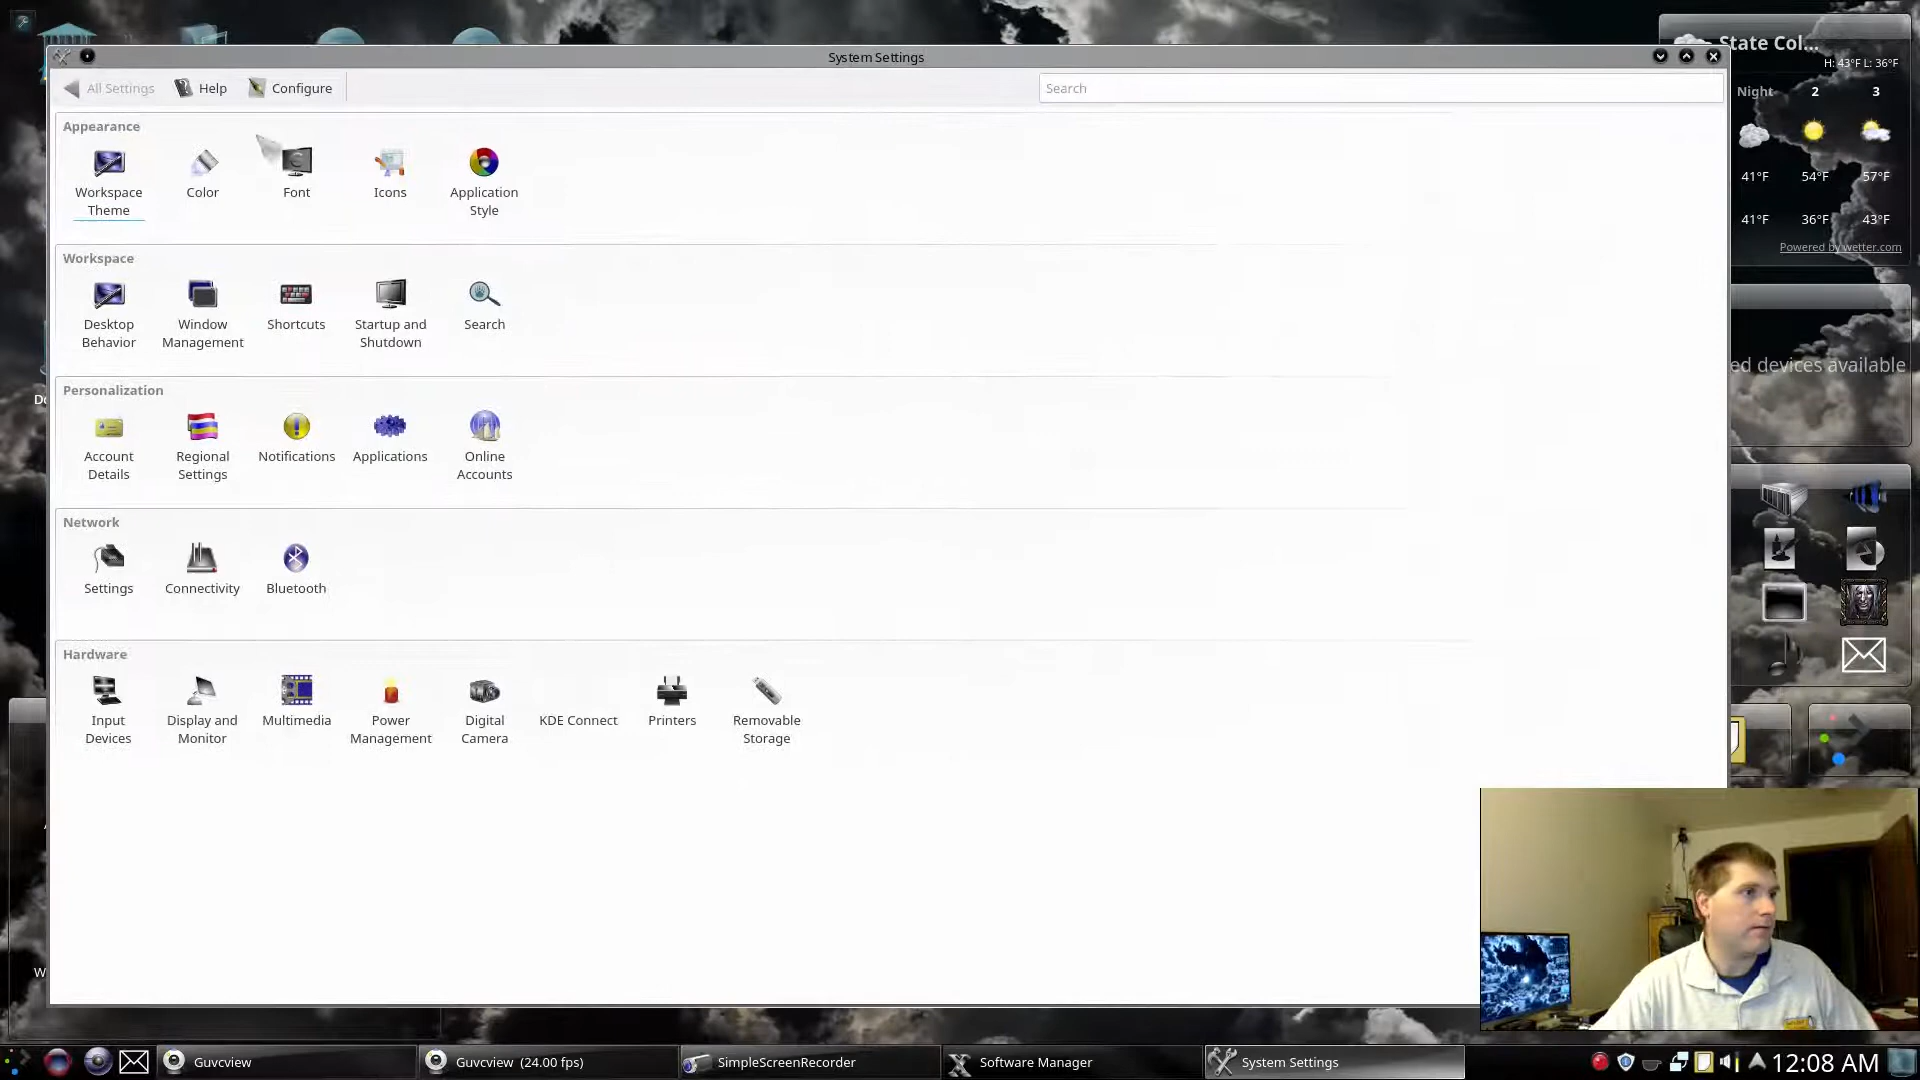 System Settings
All Settings Help Configure
Search
Appearance
Workspace
Theme
Color
Font
Icons
Application
Style
Workspace
Desktop
Behavior
Window
Management
Shortcuts
Startup and
Shutdown
Search
Personalization
Account
Details
Regional
Settings
Notifications
Applications
Online
Accounts
Network
Settings
Connectivity
Bluetooth
Hardware
Input
Devices
Display and
Monitor
Multimedia
Power
Management
Digital
Camera
KDE Connect
Printers
Removable
Storage
State Col...
H: 43°F L: 36°F
Night 2 3
41°F 54°F 57°F
41°F 36°F 43°F
Powered by wetter.com
ed devices available
Guvcview
Guvcview (24.00 fps)
SimpleScreenRecorder
Software Manager
System Settings
12:08 AM